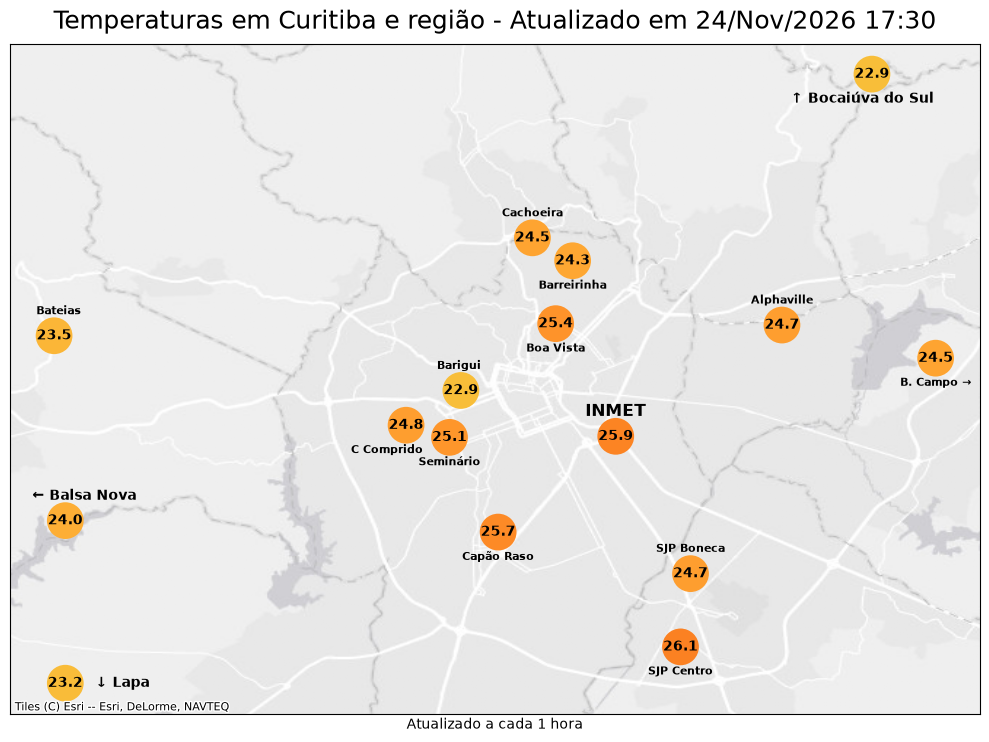 Temperaturas em Curitiba e região - Atualizado em 24/Nov/2026 17:30
22.9
↑ Bocaiúva do Sul
Cachoeira
24.5
24.3
Barreirinha
Bateias
23.5
Alphaville
24.7
25.4
Boa Vista
24.5
B. Campo →
Barigui
22.9
24.8
C Comprido
25.1
Seminário
INMET
25.9
← Balsa Nova
24.0
25.7
Capão Raso
SJP Boneca
24.7
26.1
SJP Centro
23.2 ↓ Lapa
Tiles (C) Esri -- Esri, DeLorme, NAVTEQ
Atualizado a cada 1 hora